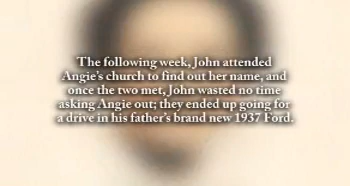 The following week, John attended
Angie's church to find out her name, and
once the two met, John wasted no time
asking Angie out; they ended up going for
a drive in his father's brand new 1937 Ford.